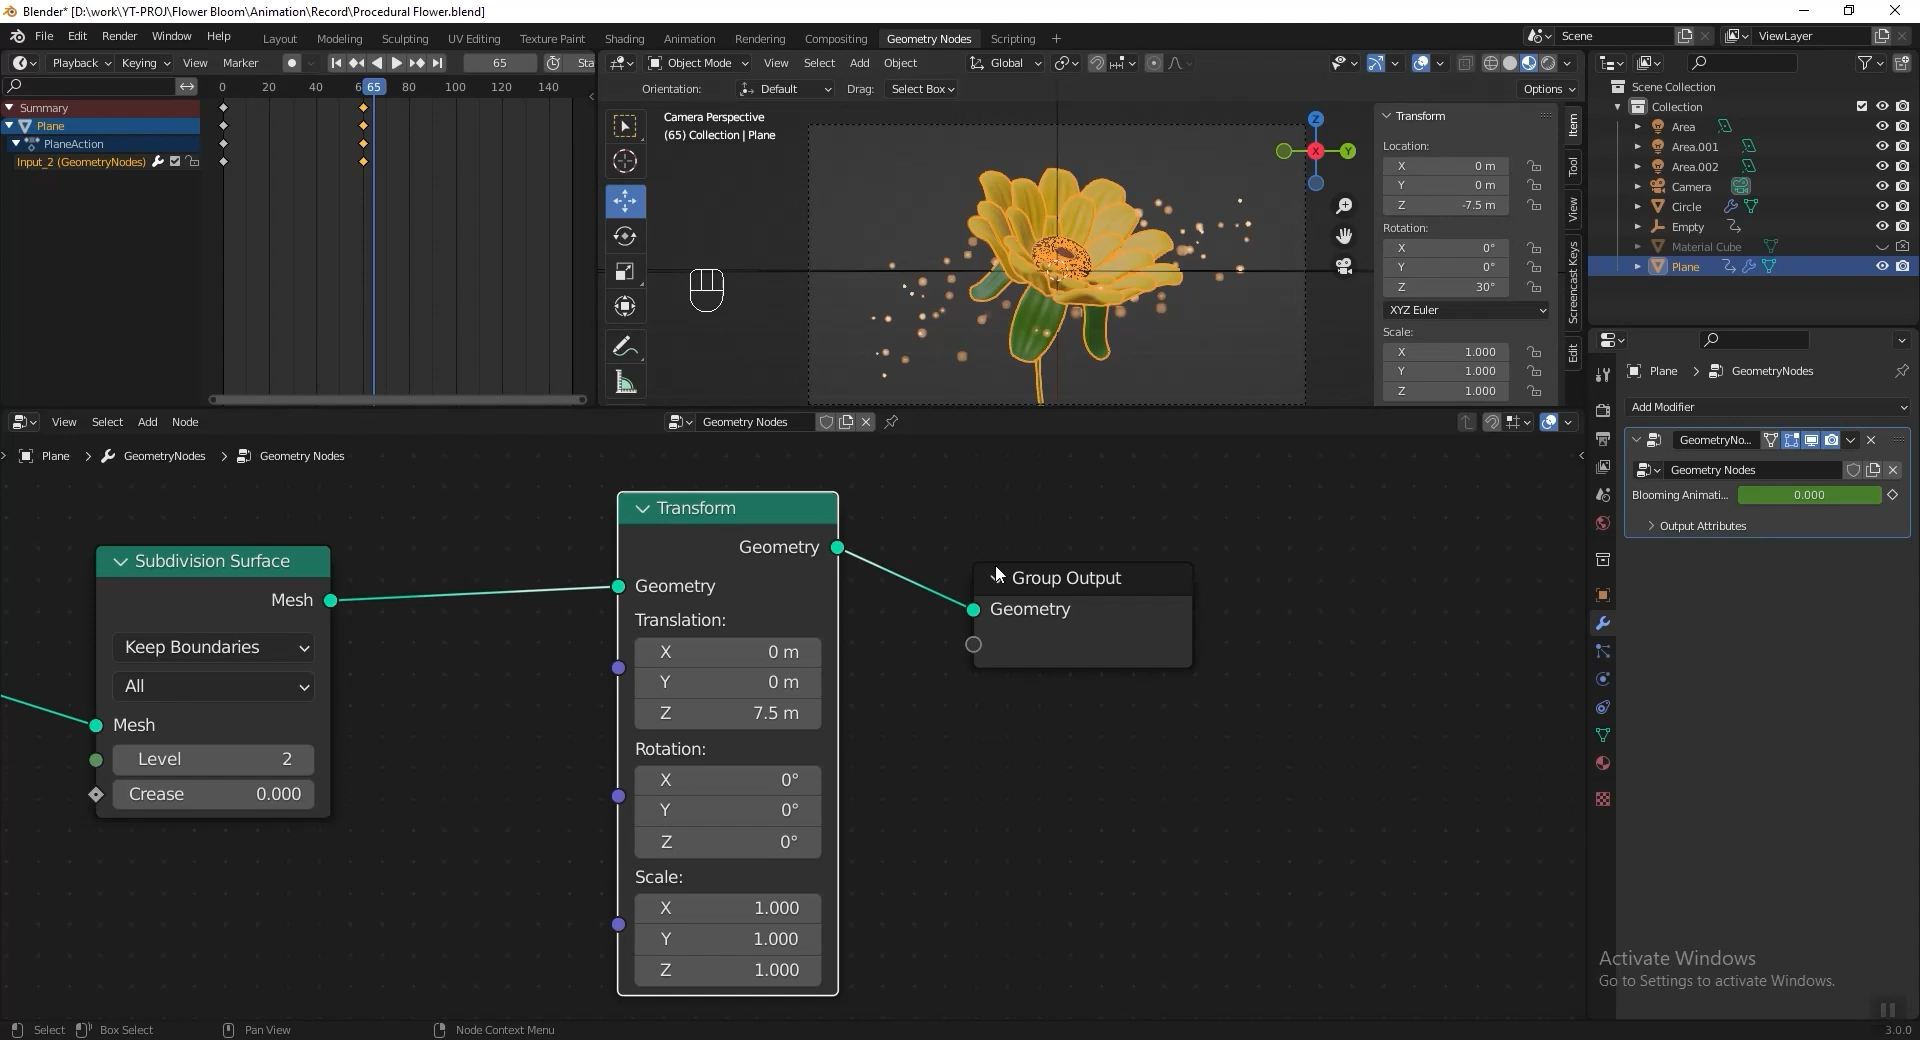 Blender* [D:\work\YT-PROJ\Flower Bloom\Animation\Record\Procedural Flower.blend]
File Edit Render Window Help Layout Modeling Sculpting UV Editing Texture Paint Shading Animation Rendering Compositing Geometry Nodes Scripting + Scene ViewLayer
Playback Keying View Marker 65 Sta Object Mode View Select Add Object Global
0 20 40 6 65 80 100 120 140
Orientation: Default Drag: Select Box Options
Summary
Plane
PlaneAction
Input_2 (GeometryNodes)
Camera Perspective
(65) Collection | Plane
Z
X
Y
Transform
Location:
X 0 m
Y 0 m
Z -7.5 m
Rotation:
X 0°
Y 0°
Z 30°
XYZ Euler
Scale:
X 1.000
Y 1.000
Z 1.000
Item
Tool
View
Screencast Keys
Edit
Scene Collection
Collection
Area
Area.001
Area.002
Camera
Circle
Empty
Material Cube
Plane
Plane > GeometryNodes
Add Modifier
GeometryNo...
Geometry Nodes
Blooming Animati... 0.000
Output Attributes
View Select Add Node Geometry Nodes
Plane > GeometryNodes > Geometry Nodes
Subdivision Surface
Mesh
Keep Boundaries
All
Mesh
Level 2
Crease 0.000
Transform
Geometry
Geometry
Translation:
X 0 m
Y 0 m
Z 7.5 m
Rotation:
X 0°
Y 0°
Z 0°
Scale:
X 1.000
Y 1.000
Z 1.000
Group Output
Geometry
Activate Windows
Go to Settings to activate Windows.
Select Box Select Pan View Node Context Menu 3.0.0